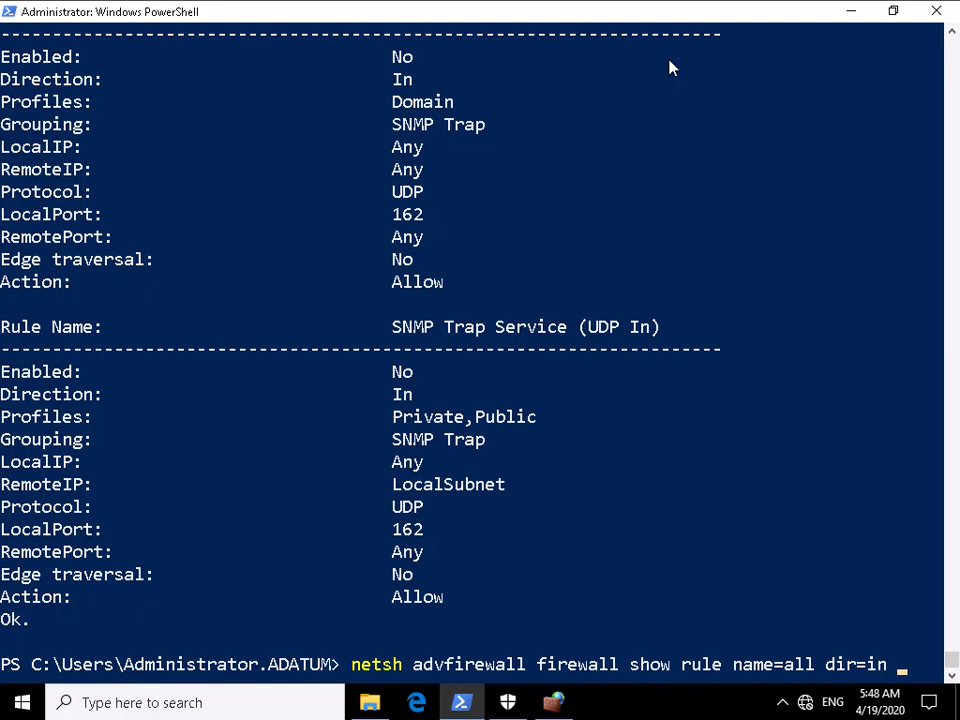 Administrator: Windows PowerShell
-----------------------------------------------------------------------
Enabled: No
Direction: In
Profiles: Domain
Grouping: SNMP Trap
LocalIP: Any
RemoteIP: Any
Protocol: UDP
LocalPort: 162
RemotePort: Any
Edge traversal: No
Action: Allow
Rule Name: SNMP Trap Service (UDP In)
-----------------------------------------------------------------------
Enabled: No
Direction: In
Profiles: Private,Public
Grouping: SNMP Trap
LocalIP: Any
RemoteIP: LocalSubnet
Protocol: UDP
LocalPort: 162
RemotePort: Any
Edge traversal: No
Action: Allow
Ok.
PS C:\Users\Administrator.ADATUM> netsh advfirewall firewall show rule name=all dir=in _
Type here to search
ENG
5:48 AM
4/19/2020